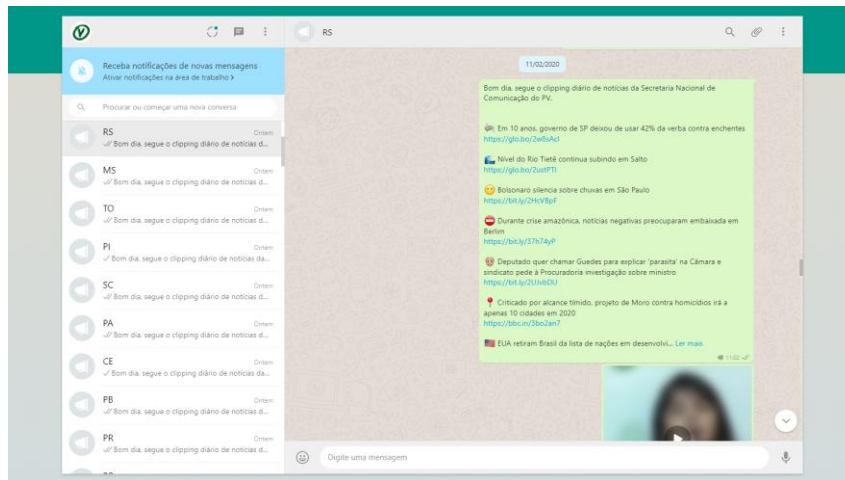 RS
Receba notificações de novas mensagens
Ativar notificações na área de trabalho >
Procurar ou começar uma nova conversa
RS Ontem
Bom dia, segue o clipping diário de notícias d...
MS Ontem
Bom dia, segue o clipping diário de notícias d...
TO Ontem
Bom dia, segue o clipping diário de notícias d...
PI Ontem
Bom dia, segue o clipping diário de notícias da...
SC Ontem
Bom dia, segue o clipping diário de notícias d...
PA Ontem
Bom dia, segue o clipping diário de notícias d...
CE Ontem
Bom dia, segue o clipping diário de notícias da...
PB Ontem
Bom dia, segue o clipping diário de notícias d...
PR Ontem
Bom dia, segue o clipping diário de notícias d...
11/02/2020
Bom dia, segue o clipping diário de notícias da Secretaria Nacional de
Comunicação do PV.
Em 10 anos, governo de SP deixou de usar 42% da verba contra enchentes
Nível do Rio Tietê continua subindo em Salto
https://glo.bo/2ustPTI
Bolsonaro silencia sobre chuvas em São Paulo
https://bit.ly/2HcVBpF
Durante crise amazônica, notícias negativas preocuparam embaixada em
Berlim
https://bit.ly/37h74yP
Deputado quer chamar Guedes para explicar 'parasita' na Câmara e
sindicato pede à Procuradoria investigação sobre ministro
Criticado por alcance tímido, projeto de Moro contra homicídios irá a
apenas 10 cidades em 2020
https://bbc.in/3bo2an7
EUA retiram Brasil da lista de nações em desenvolvi... Ler mais
11:02
Digite uma mensagem